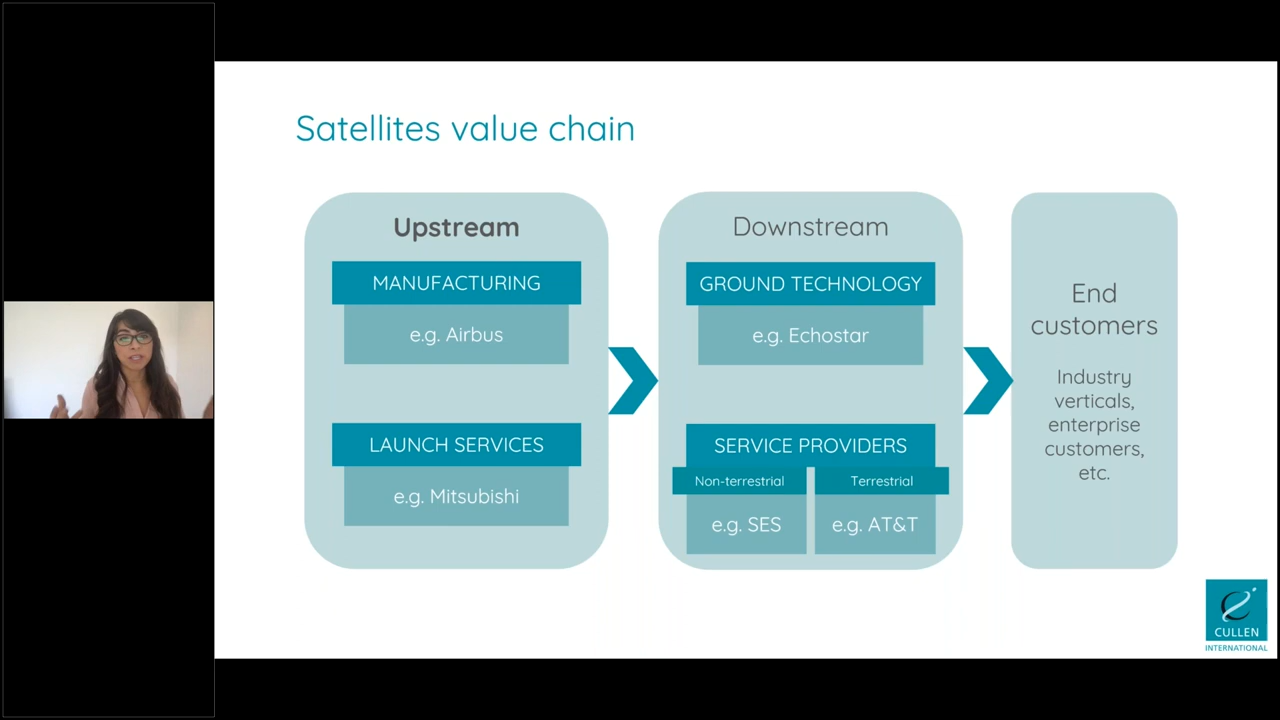 Satellites value chain
Upstream
MANUFACTURING
e.g. Airbus
LAUNCH SERVICES
e.g. Mitsubishi
Downstream
GROUND TECHNOLOGY
e.g. Echostar
SERVICE PROVIDERS
Non-terrestrial
e.g. SES
Terrestrial
e.g. AT&T
End
customers
Industry
verticals,
enterprise
customers,
etc.
CULLEN
INTERNATIONAL